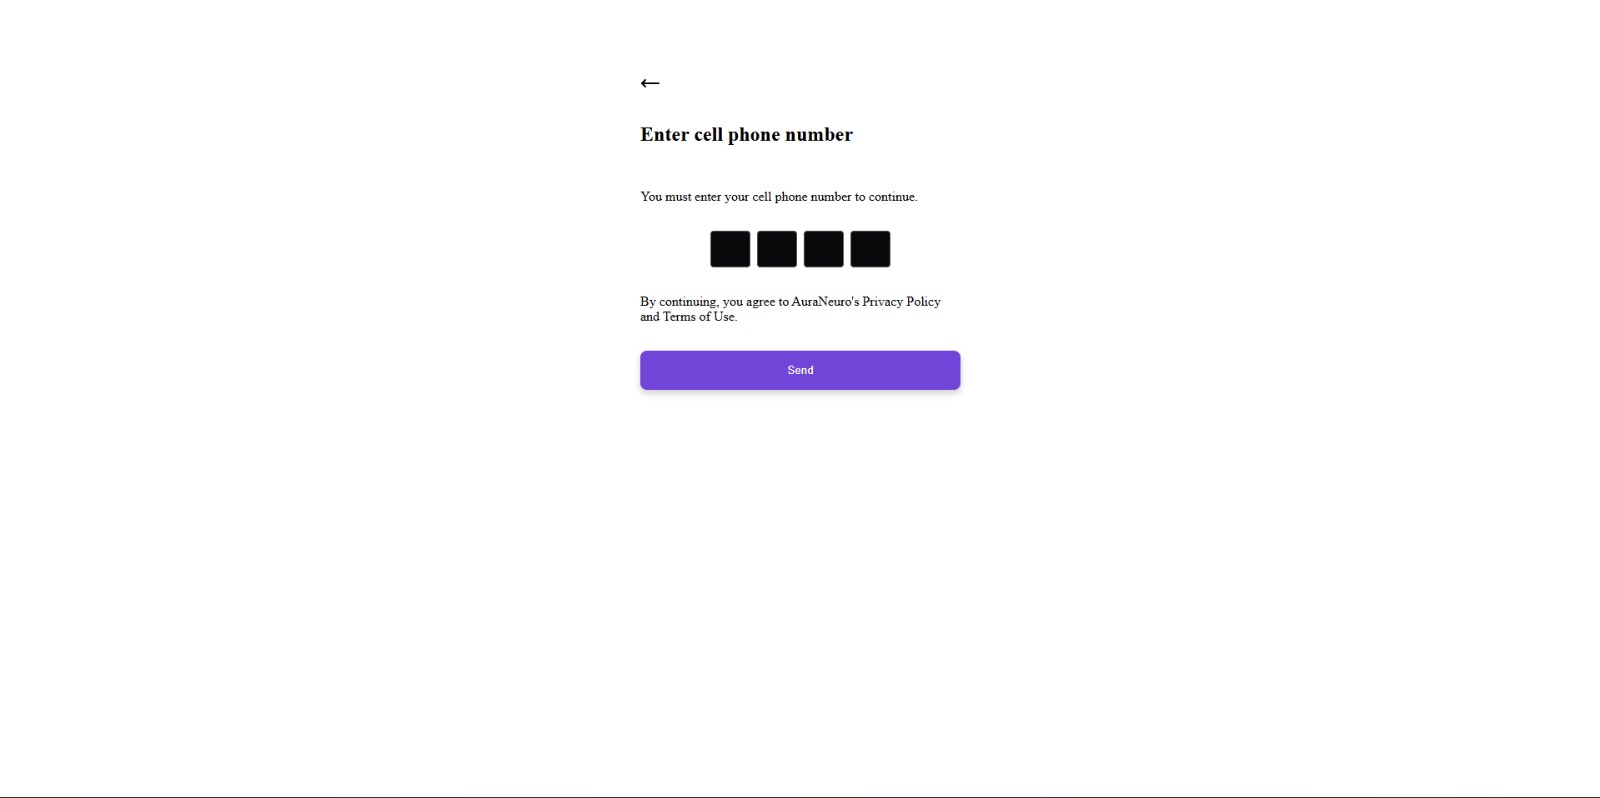 Enter cell phone number
You must enter your cell phone number to continue.
By continuing, you agree to AuraNeuro's Privacy Policy
and Terms of Use.
Send